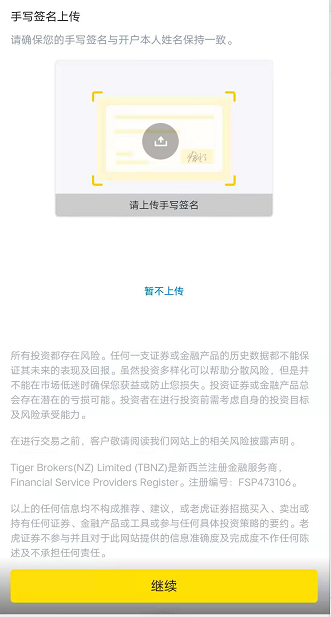 手写签名上传
请确保您的手写签名与开户本人姓名保持一致。
请上传手写签名
暂不上传
所有投资都存在风险。任何一支证券或金融产品的历史数据都不能保
证其未来的表现及回报。虽然投资多样化可以帮助分散风险，但是并
不能在市场低迷时确保您获益或防止您损失。投资证券或金融产品总
会存在潜在的亏损可能。投资者在进行投资前需考虑自身的投资目标
及风险承受能力。
在进行交易之前，客户敬请阅读我们网站上的相关风险披露声明。
Tiger Brokers(NZ) Limited (TBNZ)是新西兰注册金融服务商，
Financial Service Providers Register。注册编号：FSP473106。
以上的任何信息均不构成推荐、建议，或老虎证券招揽买入、卖出或
持有任何证券、金融产品或工具或参与任何具体投资策略的要约。老
虎证券不参与并且对于此网站提供的信息准确度及完成度不作任何陈
述及不承担任何责任。
继续